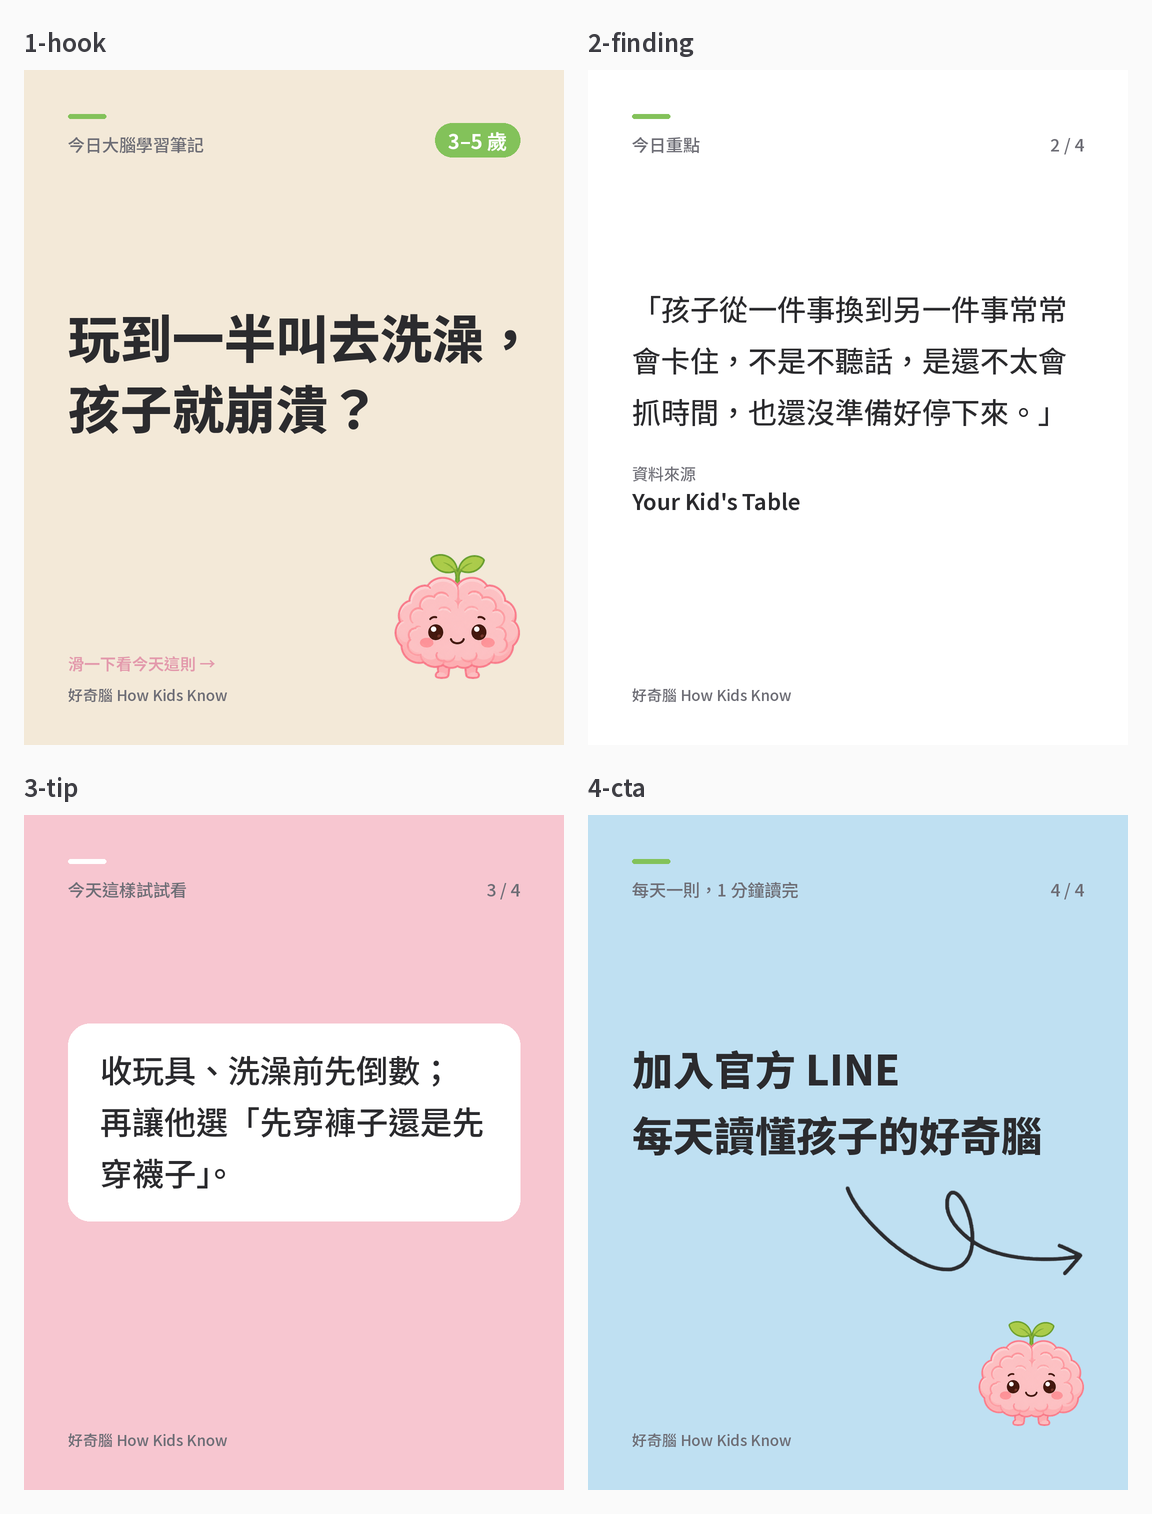 1-hook
今日大腦學習筆記
3–5 歲
玩到一半叫去洗澡，
孩子就崩潰？
滑一下看今天這則 →
好奇腦 How Kids Know
2-finding
今日重點
2 / 4
「孩子從一件事換到另一件事常常
會卡住，不是不聽話，是還不太會
抓時間，也還沒準備好停下來。」
資料來源
Your Kid's Table
好奇腦 How Kids Know
3-tip
今天這樣試試看
3 / 4
收玩具、洗澡前先倒數；
再讓他選「先穿褲子還是先
穿襪子」。
好奇腦 How Kids Know
4-cta
每天一則，1 分鐘讀完
4 / 4
加入官方 LINE
每天讀懂孩子的好奇腦
好奇腦 How Kids Know